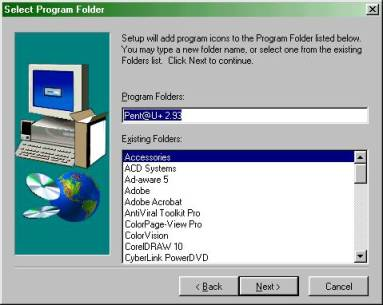 Select Program Folder
Setup will add program icons to the Program Folder listed below.
You may type a new folder name, or select one from the existing
Folders list. Click Next to continue.
Program Folders:
Pent@U+ 2.93
Existing Folders:
Accessories
ACD Systems
Ad-aware 5
Adobe
Adobe Acrobat
AntiViral Toolkit Pro
ColorPage-View Pro
ColorVision
CorelDRAW 10
CyberLink PowerDVD
< Back
Next >
Cancel